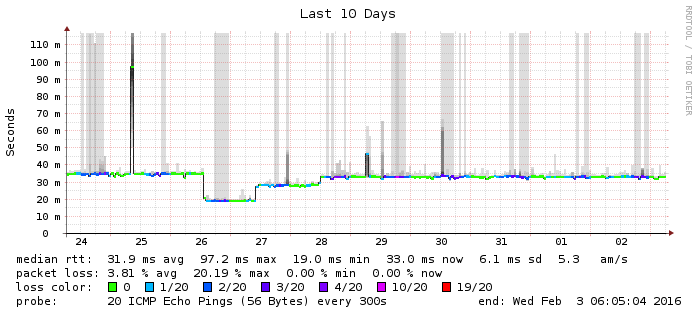 Last 10 Days
RRDTOOL / TOBI OETIKER
Seconds
110 m
100 m
90 m
80 m
70 m
60 m
50 m
40 m
30 m
20 m
10 m
0
24 25 26 27 28 29 30 31 01 02
median rtt: 31.9 ms avg 97.2 ms max 19.0 ms min 33.0 ms now 6.1 ms sd 5.3 am/s
packet loss: 3.81 % avg 20.19 % max 0.00 % min 0.00 % now
loss color: 0 1/20 2/20 3/20 4/20 10/20 19/20
probe: 20 ICMP Echo Pings (56 Bytes) every 300s end: Wed Feb 3 06:05:04 2016